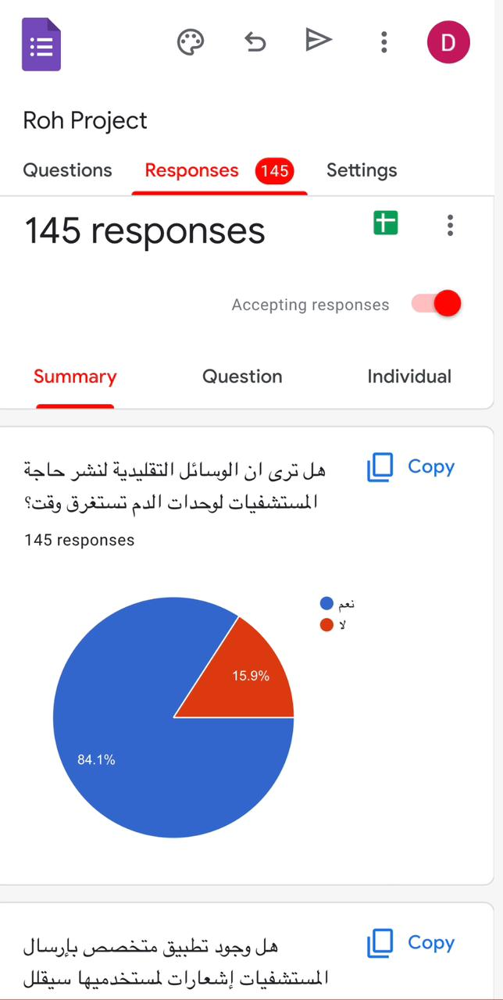 D
Roh Project
Questions Responses 145 Settings
145 responses
Accepting responses
Summary Question Individual
هل ترى ان الوسائل التقليدية لنشر حاجة
المستشفيات لوحدات الدم تستغرق وقت؟
Copy
145 responses
نعم
لا
15.9%
84.1%
هل وجود تطبيق متخصص بإرسال
المستشفيات إشعارات لمستخدميها سيقلل
Copy